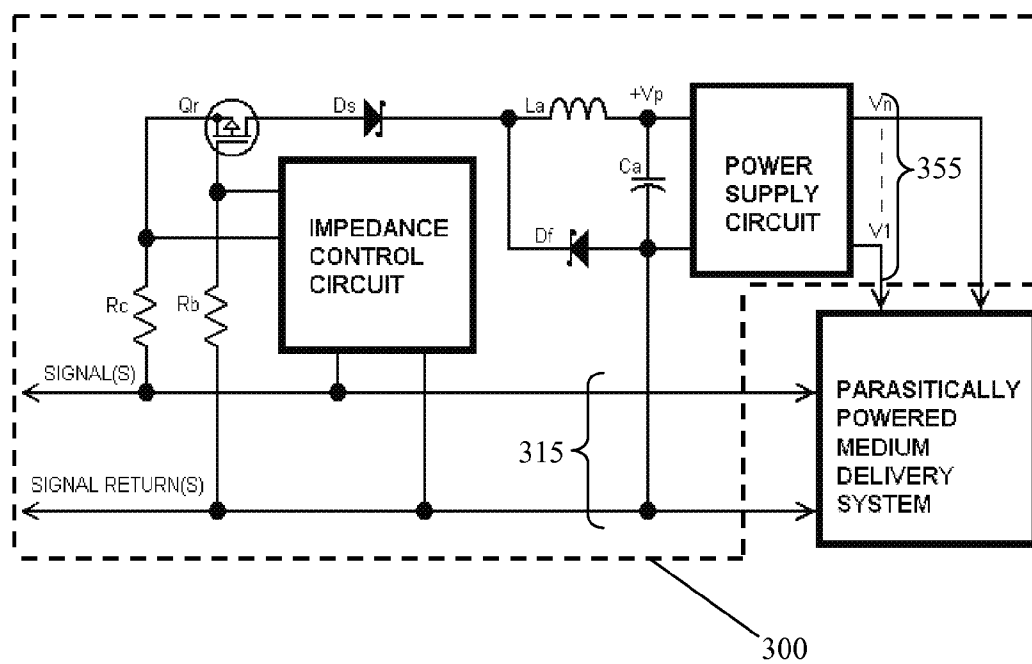 Qr
Ds
La
+Vp
Vn
Ca
POWER
SUPPLY
CIRCUIT
355
IMPEDANCE
CONTROL
CIRCUIT
Df
V1
Rc
Rb
SIGNAL(S)
315
PARASITICALLY
POWERED
MEDIUM
DELIVERY
SYSTEM
SIGNAL RETURN(S)
300